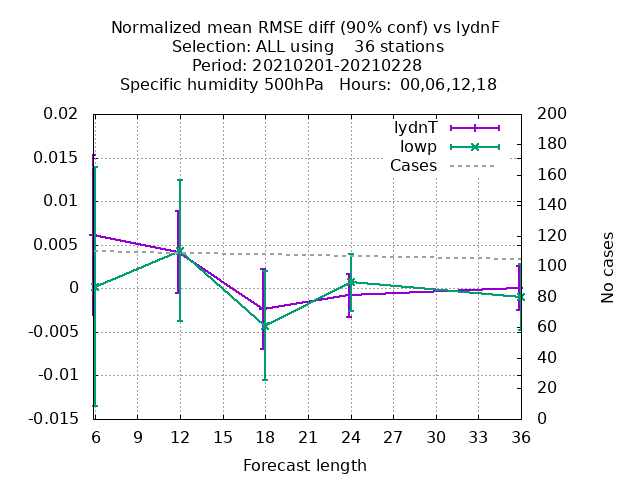 Normalized mean RMSE diff (90% conf) vs lydnF
Selection: ALL using    36 stations
Period: 20210201-20210228
Specific humidity 500hPa   Hours:  00,06,12,18
lydnT
lowp
Cases
0.02
0.015
0.01
0.005
0
-0.005
-0.01
-0.015
200
180
160
140
120
100
80
60
40
20
0
No cases
6 9 12 15 18 21 24 27 30 33 36
Forecast length